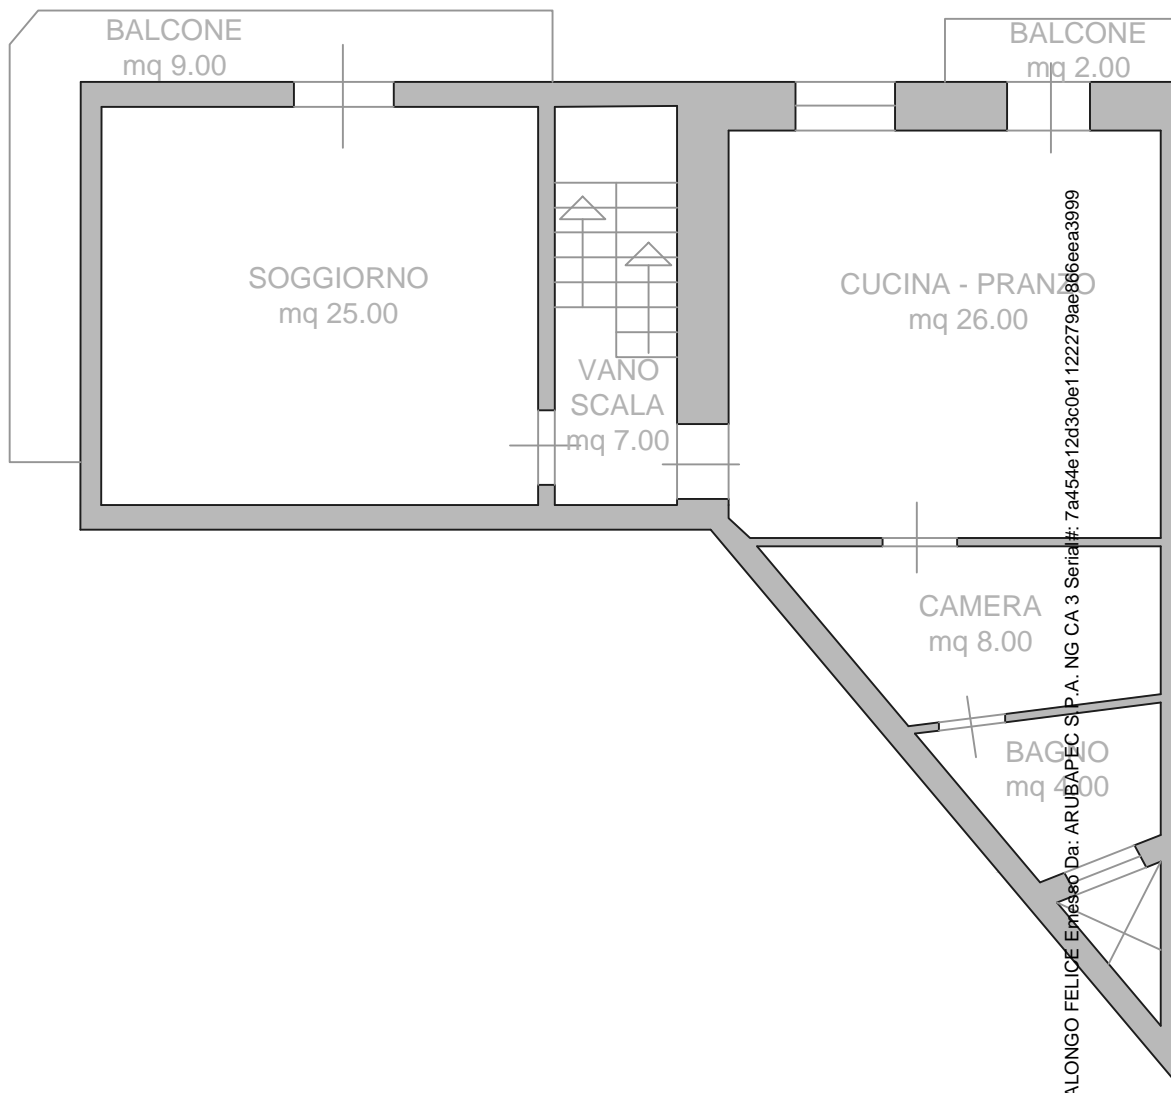 BALCONE
mq 9.00
BALCONE
mq 2.00
SOGGIORNO
mq 25.00
VANO
SCALA
mq 7.00
CUCINA - PRANZO
mq 26.00
CAMERA
mq 8.00
BAGNO
mq 4.00
ALONGO FELICE Emesso Da: ARUBAPEC S.P.A. NG CA 3 Serial#: 7a454e12d3c0e1122279ae866eea3999